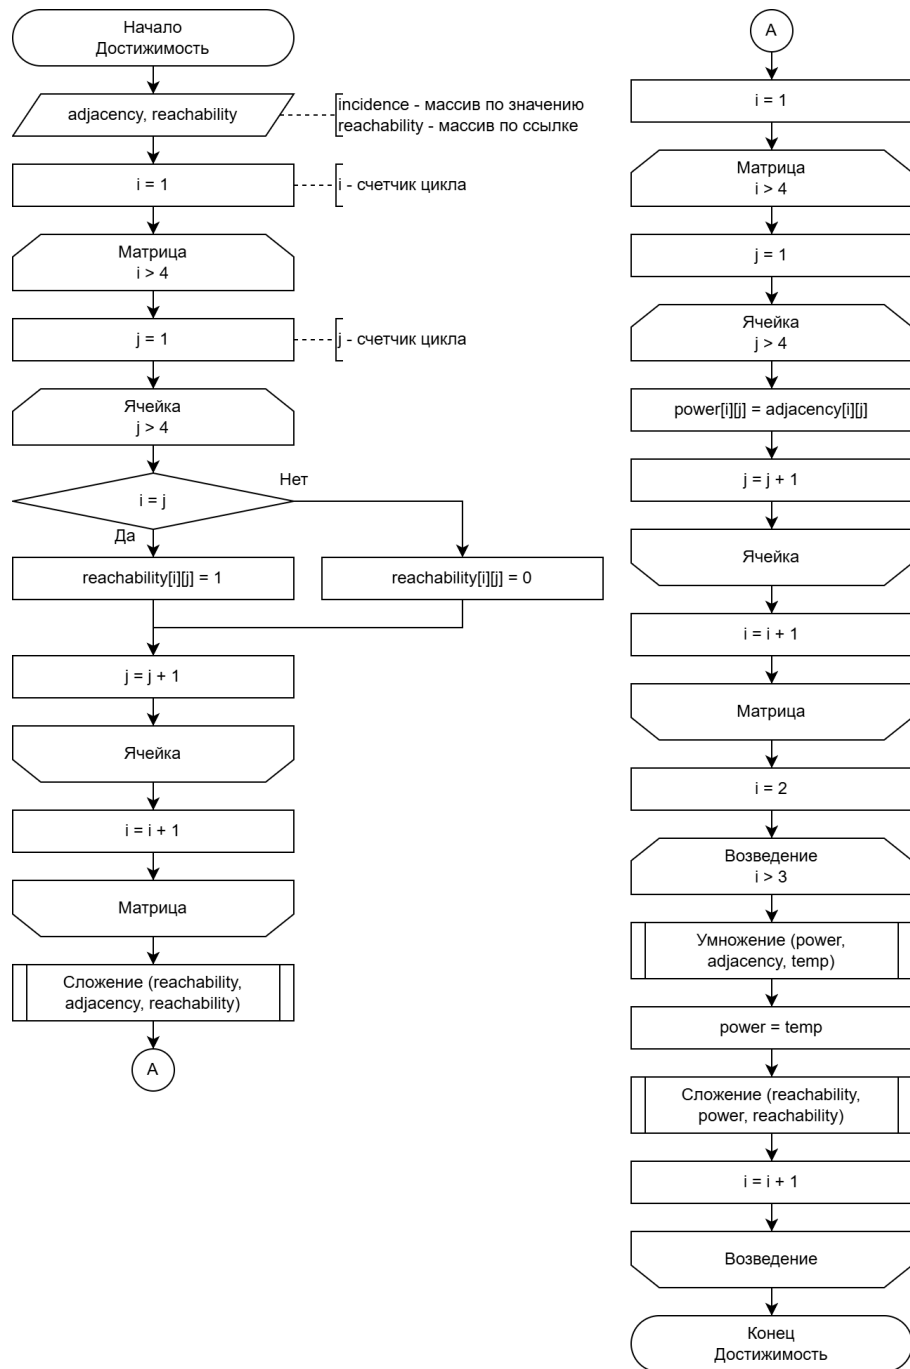 Начало
Достижимость
adjacency, reachability
incidence - массив по значению
reachability - массив по ссылке
i = 1
i - счетчик цикла
Матрица
i > 4
j = 1
j - счетчик цикла
Ячейка
j > 4
i = j
Нет
Да
reachability[i][j] = 1
reachability[i][j] = 0
j = j + 1
Ячейка
i = i + 1
Матрица
Сложение (reachability,
adjacency, reachability)
A
A
i = 1
Матрица
i > 4
j = 1
Ячейка
j > 4
power[i][j] = adjacency[i][j]
j = j + 1
Ячейка
i = i + 1
Матрица
i = 2
Возведение
i > 3
Умножение (power,
adjacency, temp)
power = temp
Сложение (reachability,
power, reachability)
i = i + 1
Возведение
Конец
Достижимость